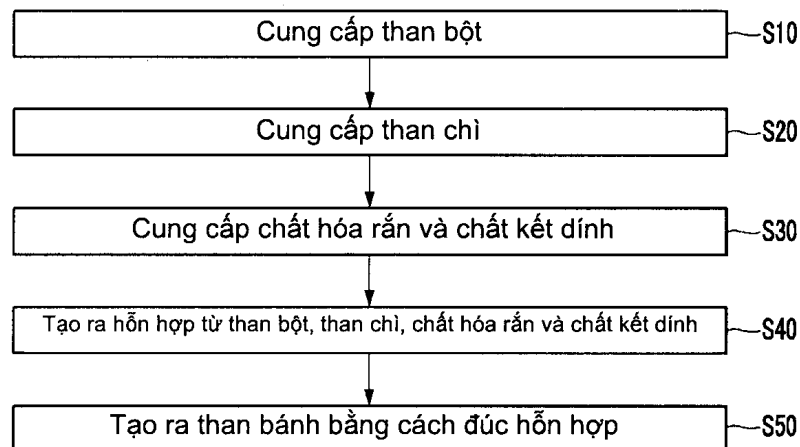 Cung cấp than bột S10
Cung cấp than chì S20
Cung cấp chất hóa rắn và chất kết dính S30
Tạo ra hỗn hợp từ than bột, than chì, chất hóa rắn và chất kết dính S40
Tạo ra than bánh bằng cách đúc hỗn hợp S50